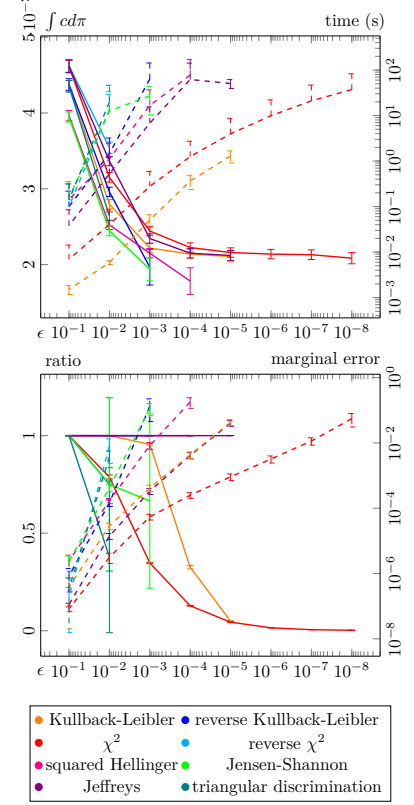 ∫ cdπ time (s)
5
·10⁻
4
3
2
10²
10¹
10⁰
10⁻¹
10⁻²
10⁻³
ϵ 10⁻¹ 10⁻² 10⁻³ 10⁻⁴ 10⁻⁵ 10⁻⁶ 10⁻⁷ 10⁻⁸
ratio marginal error
1
0.5
0
10⁰
10⁻²
10⁻⁴
10⁻⁶
10⁻⁸
ϵ 10⁻¹ 10⁻² 10⁻³ 10⁻⁴ 10⁻⁵ 10⁻⁶ 10⁻⁷ 10⁻⁸
Kullback-Leibler reverse Kullback-Leibler
χ² reverse χ²
squared Hellinger Jensen-Shannon
Jeffreys triangular discrimination